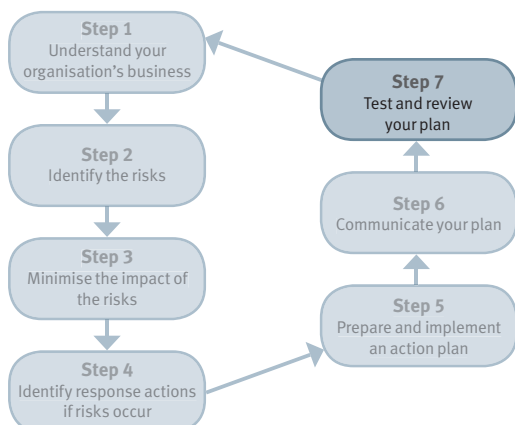 Step 1
Understand your
organisation's business
Step 2
Identify the risks
Step 3
Minimise the impact of
the risks
Step 4
Identify response actions
if risks occur
Step 5
Prepare and implement
an action plan
Step 6
Communicate your plan
Step 7
Test and review
your plan